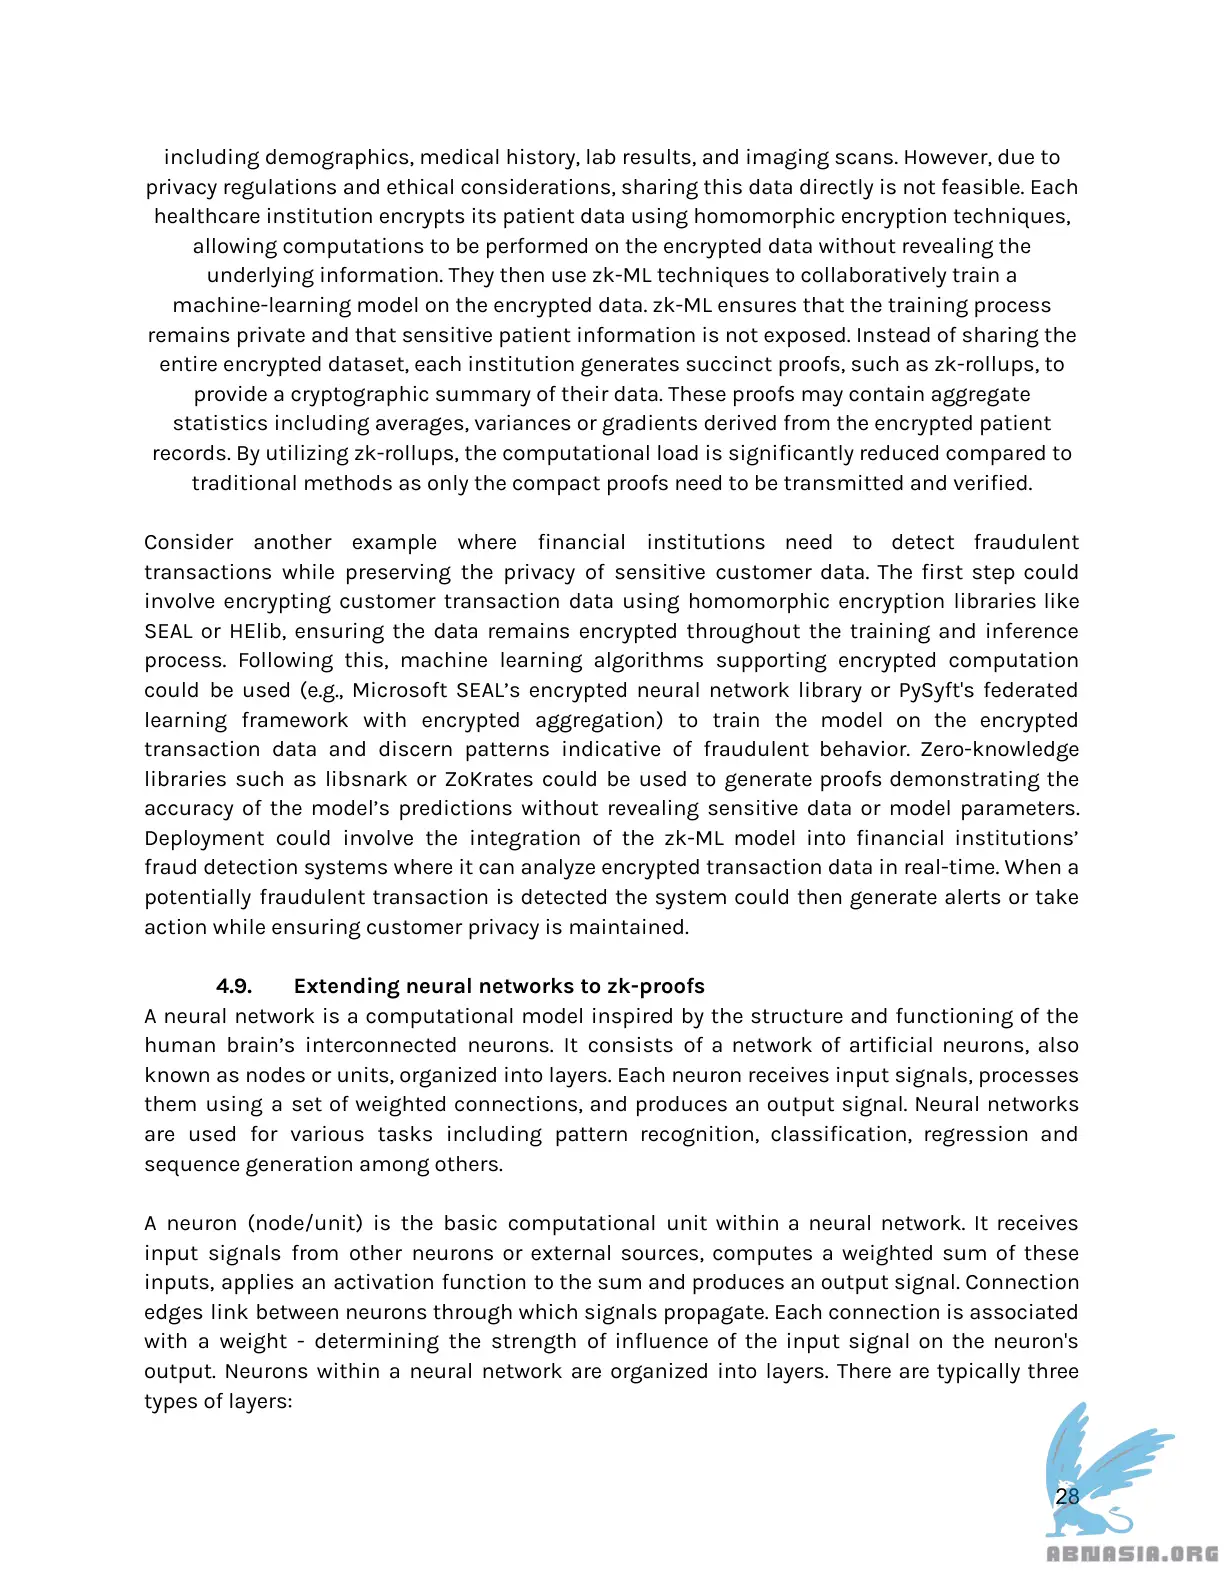 including demographics, medical history, lab results, and imaging scans. However, due to
privacy regulations and ethical considerations, sharing this data directly is not feasible. Each
healthcare institution encrypts its patient data using homomorphic encryption techniques,
allowing computations to be performed on the encrypted data without revealing the
underlying information. They then use zk-ML techniques to collaboratively train a
machine-learning model on the encrypted data. zk-ML ensures that the training process
remains private and that sensitive patient information is not exposed. Instead of sharing the
entire encrypted dataset, each institution generates succinct proofs, such as zk-rollups, to
provide a cryptographic summary of their data. These proofs may contain aggregate
statistics including averages, variances or gradients derived from the encrypted patient
records. By utilizing zk-rollups, the computational load is significantly reduced compared to
traditional methods as only the compact proofs need to be transmitted and verified.
Consider another example where financial institutions need to detect fraudulent
transactions while preserving the privacy of sensitive customer data. The first step could
involve encrypting customer transaction data using homomorphic encryption libraries like
SEAL or HElib, ensuring the data remains encrypted throughout the training and inference
process. Following this, machine learning algorithms supporting encrypted computation
could be used (e.g., Microsoft SEAL’s encrypted neural network library or PySyft's federated
learning framework with encrypted aggregation) to train the model on the encrypted
transaction data and discern patterns indicative of fraudulent behavior. Zero-knowledge
libraries such as libsnark or ZoKrates could be used to generate proofs demonstrating the
accuracy of the model’s predictions without revealing sensitive data or model parameters.
Deployment could involve the integration of the zk-ML model into financial institutions’
fraud detection systems where it can analyze encrypted transaction data in real-time. When a
potentially fraudulent transaction is detected the system could then generate alerts or take
action while ensuring customer privacy is maintained.
4.9. Extending neural networks to zk-proofs
A neural network is a computational model inspired by the structure and functioning of the
human brain’s interconnected neurons. It consists of a network of artificial neurons, also
known as nodes or units, organized into layers. Each neuron receives input signals, processes
them using a set of weighted connections, and produces an output signal. Neural networks
are used for various tasks including pattern recognition, classification, regression and
sequence generation among others.
A neuron (node/unit) is the basic computational unit within a neural network. It receives
input signals from other neurons or external sources, computes a weighted sum of these
inputs, applies an activation function to the sum and produces an output signal. Connection
edges link between neurons through which signals propagate. Each connection is associated
with a weight - determining the strength of influence of the input signal on the neuron's
output. Neurons within a neural network are organized into layers. There are typically three
types of layers:
28
ABNASIA.ORG